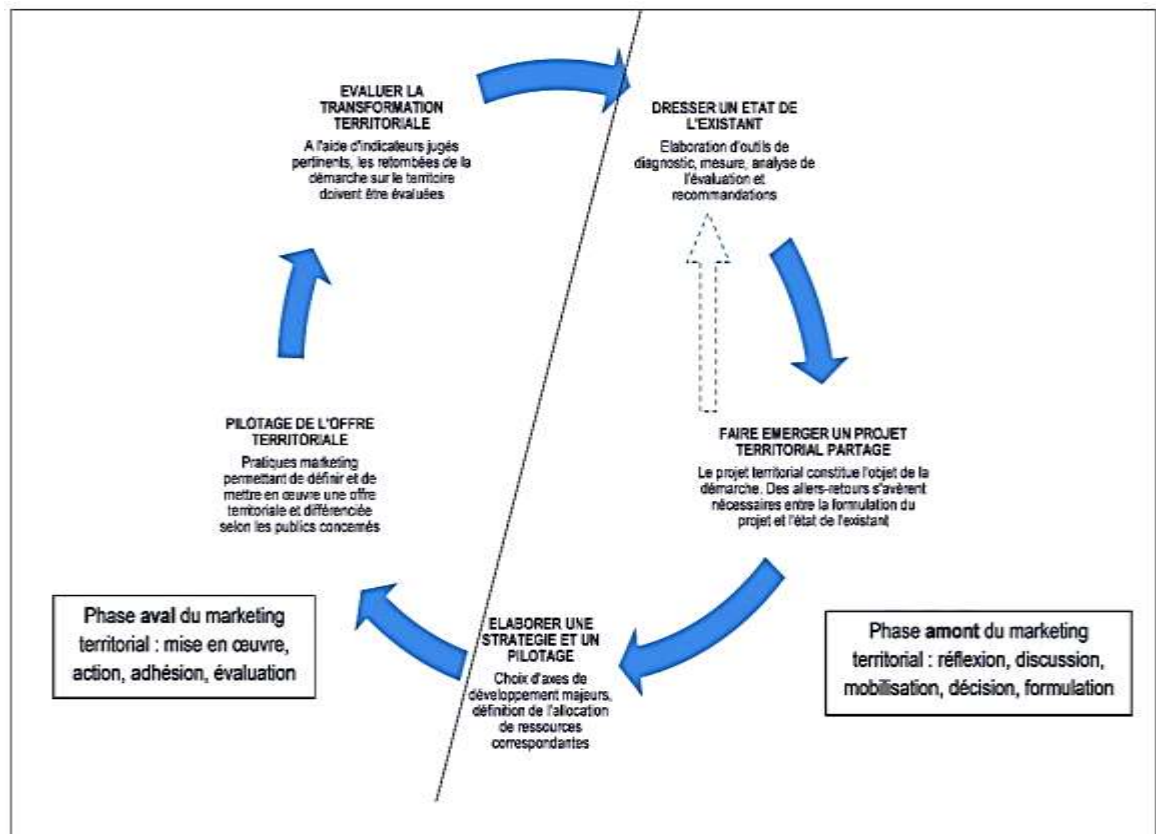 EVALUER LA
TRANSFORMATION
TERRITORIALE
A l'aide d'indicateurs jugés
pertinents, les retombées de la
démarche sur le territoire
doivent être évaluées
DRESSER UN ETAT DE
L'EXISTANT
Elaboration d'outils de
diagnostic, mesure, analyse de
l'évaluation et
recommandations
PILOTAGE DE L'OFFRE
TERRITORIALE
Pratiques marketing
permettant de définir et de
mettre en œuvre une offre
territoriale et différenciée
selon les publics concernés
FAIRE EMERGER UN PROJET
TERRITORIAL PARTAGE
Le projet territorial constitue l'objet de la
démarche. Des allers-retours s'avèrent
nécessaires entre la formulation du
projet et l'état de l'existant
Phase aval du marketing
territorial : mise en œuvre,
action, adhésion, évaluation
ELABORER UNE
STRATEGIE ET UN
PILOTAGE
Choix d'axes de
développement majeurs,
définition de l'allocation
de ressources
correspondantes
Phase amont du marketing
territorial : réflexion, discussion,
mobilisation, décision, formulation